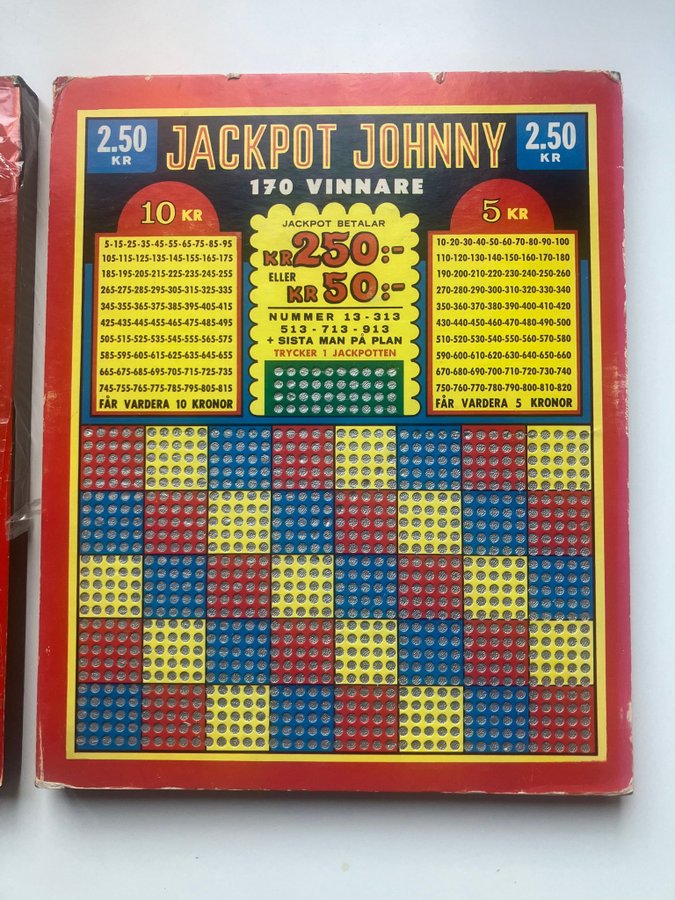 2.50
KR
JACKPOT JOHNNY
2.50
KR
170 VINNARE
10 KR
5-15-25-35-45-55-65-75-85-95
105-115-125-135-145-155-165-175
185-195-205-215-225-235-245-255
265-275-285-295-305-315-325-335
345-355-365-375-385-395-405-415
425-435-445-455-465-475-485-495
505-515-525-535-545-555-565-575
585-595-605-615-625-635-645-655
665-675-685-695-705-715-725-735
745-755-765-775-785-795-805-815
FÅR VARDERA 10 KRONOR
JACKPOT BETALAR
KR 250:-
ELLER
KR 50:-
NUMMER 13-313
513-713-913
+ SISTA MAN PÅ PLAN
TRYCKER 1 JACKPOTTEN
5 KR
10-20-30-40-50-60-70-80-90-100
110-120-130-140-150-160-170-180
190-200-210-220-230-240-250-260
270-280-290-300-310-320-330-340
350-360-370-380-390-400-410-420
430-440-450-460-470-480-490-500
510-520-530-540-550-560-570-580
590-600-610-620-630-640-650-660
670-680-690-700-710-720-730-740
750-760-770-780-790-800-810-820
FÅR VARDERA 5 KRONOR